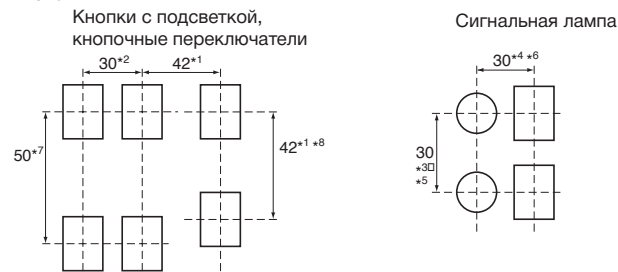 Кнопки с подсветкой,
кнопочные переключатели
Сигнальная лампа
30*2
42*1
30*4 *6
50*7
42*1 *8
30
*3□
*5